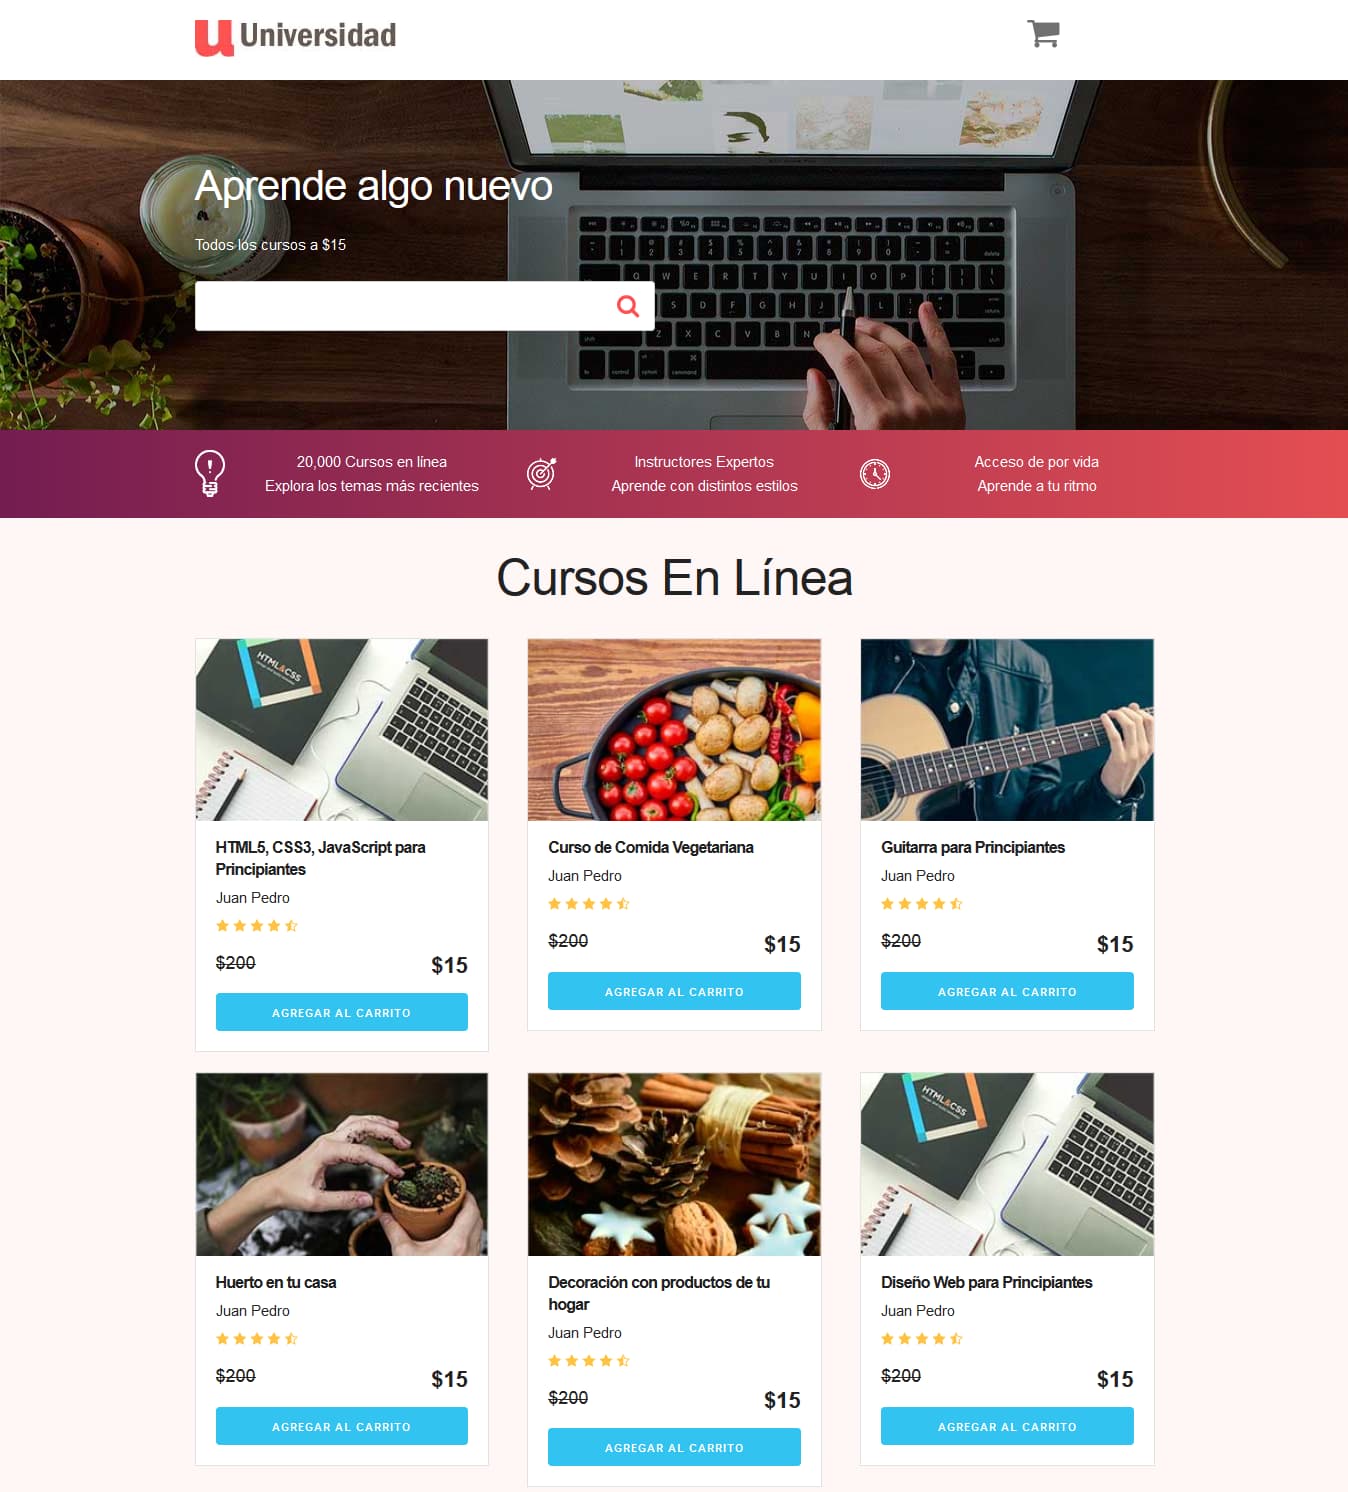 u Universidad
Aprende algo nuevo
Todos los cursos a $15
20,000 Cursos en línea
Explora los temas más recientes
Instructores Expertos
Aprende con distintos estilos
Acceso de por vida
Aprende a tu ritmo
Cursos En Línea
HTML&CSS
HTML5, CSS3, JavaScript para
Principiantes
Juan Pedro
$200 $15
AGREGAR AL CARRITO
Curso de Comida Vegetariana
Juan Pedro
$200 $15
AGREGAR AL CARRITO
Guitarra para Principiantes
Juan Pedro
$200 $15
AGREGAR AL CARRITO
Huerto en tu casa
Juan Pedro
$200 $15
AGREGAR AL CARRITO
Decoración con productos de tu
hogar
Juan Pedro
$200 $15
AGREGAR AL CARRITO
HTML&CSS
Diseño Web para Principiantes
Juan Pedro
$200 $15
AGREGAR AL CARRITO